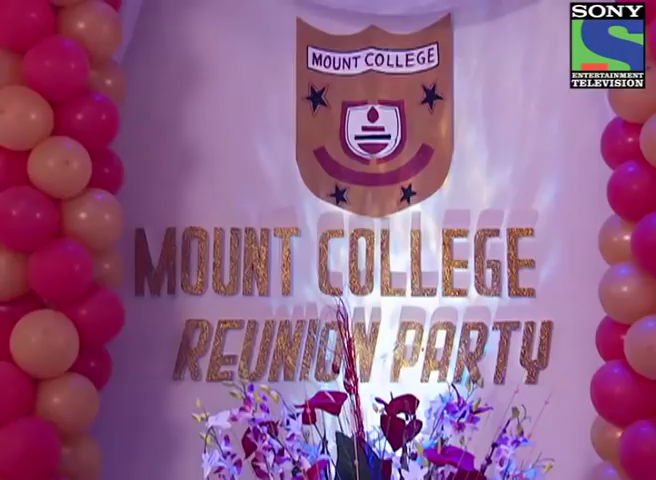 SONY
ENTERTAINMENT
TELEVISION
MOUNT COLLEGE
MOUNT COLLEGE
REUNION PARTY